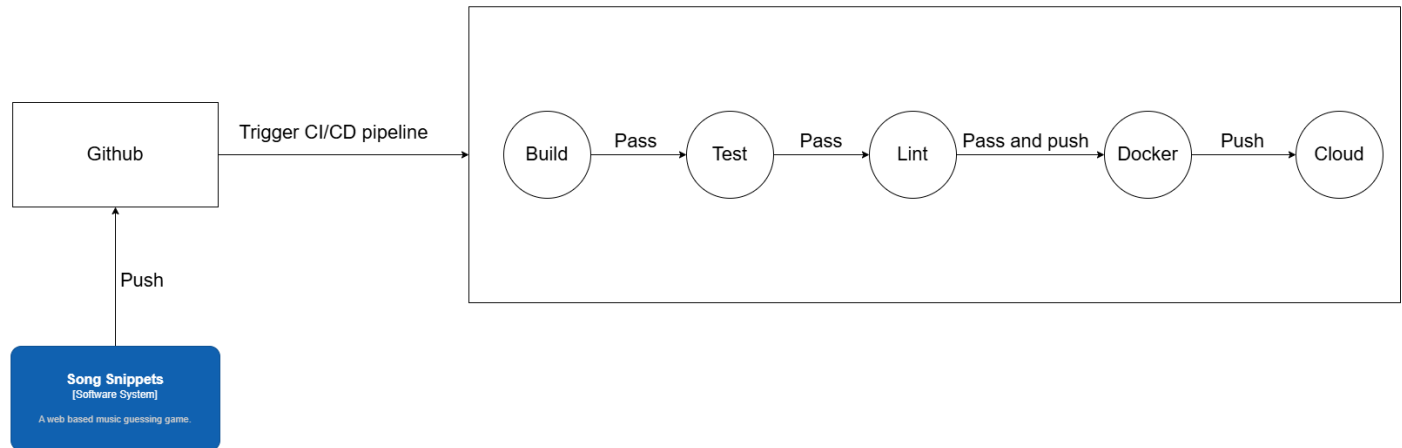 Trigger CI/CD pipeline
Github
Build
Pass
Test
Pass
Lint
Pass and push
Docker
Push
Cloud
Push
Song Snippets
[Software System]
A web based music guessing game.